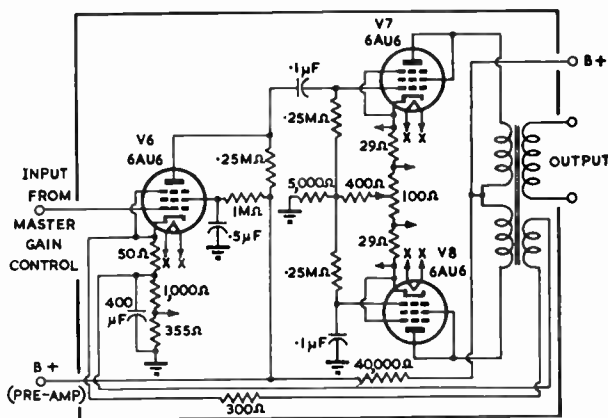 V7
6AU6
B+
.1µF
V6
6AU6
.25MΩ
.25MΩ
29Ω
X X
INPUT
FROM
MASTER
GAIN
CONTROL
OUTPUT
5,000Ω
400Ω
100Ω
1MΩ
.5µF
50Ω
X X
29Ω
X X
V8
6AU6
.25MΩ
400
µF
1,000Ω
355Ω
.1µF
B+
(PRE-AMP)
40,000Ω
300Ω